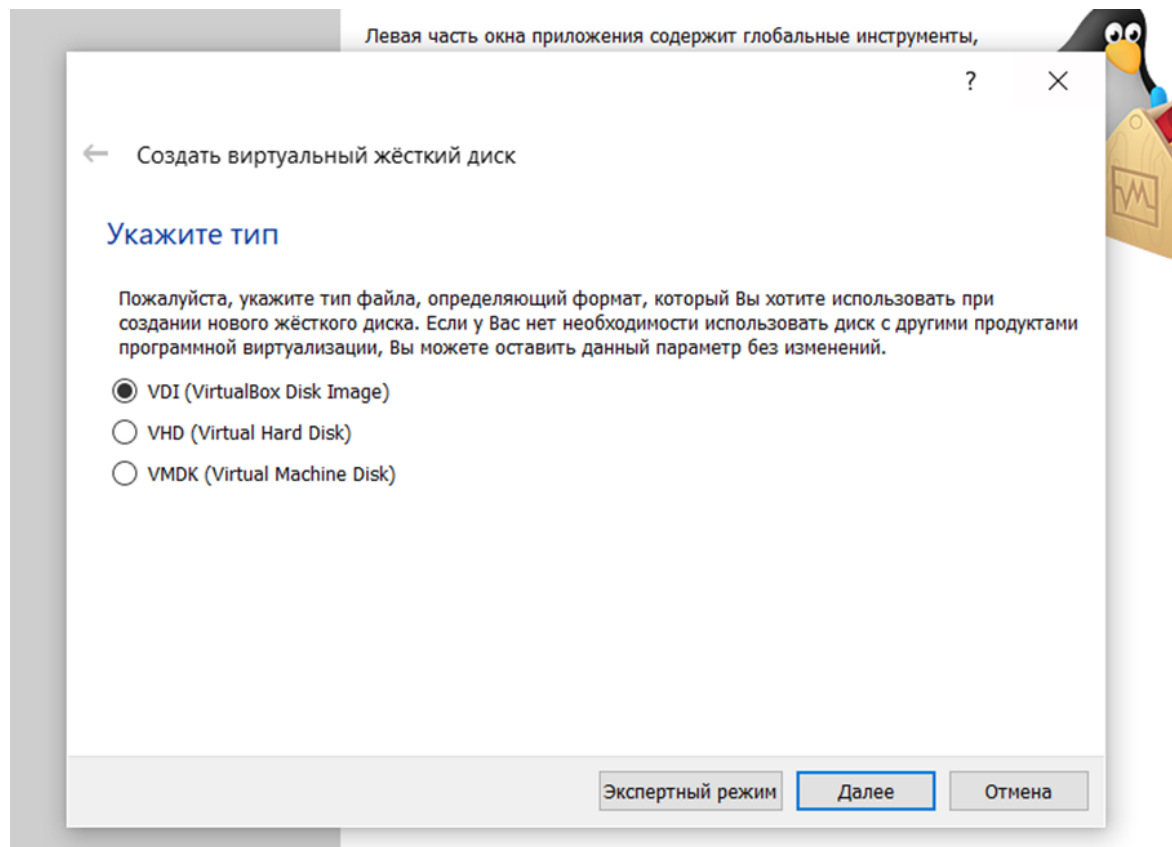 Левая часть окна приложения содержит глобальные инструменты,
?
Создать виртуальный жёсткий диск
Укажите тип
Пожалуйста, укажите тип файла, определяющий формат, который Вы хотите использовать при
создании нового жёсткого диска. Если у Вас нет необходимости использовать диск с другими продуктами
программной виртуализации, Вы можете оставить данный параметр без изменений.
VDI (VirtualBox Disk Image)
VHD (Virtual Hard Disk)
VMDK (Virtual Machine Disk)
Экспертный режим Далее Отмена